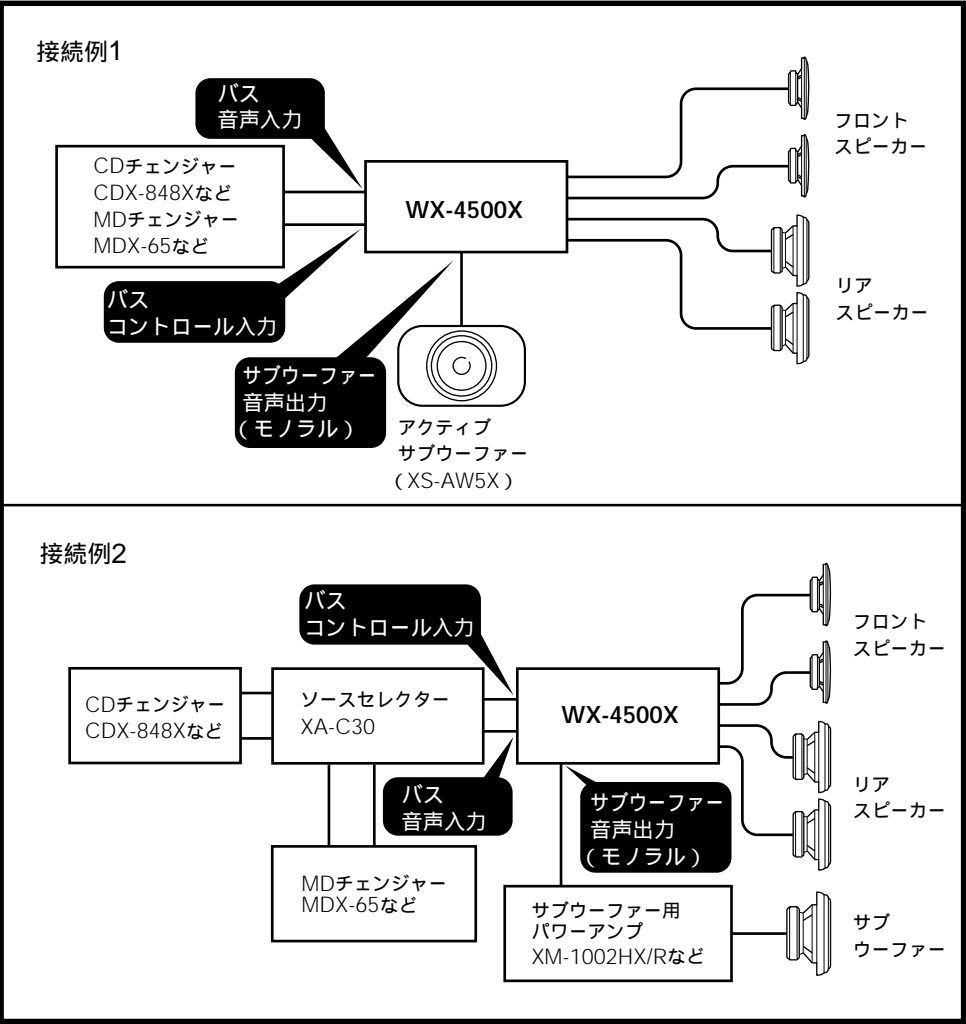 接続例1
バス
音声入力
CDチェンジャー
CDX-848Xなど
MDチェンジャー
MDX-65など
WX-4500X
フロント
スピーカー
リア
スピーカー
バス
コントロール入力
サブウーファー
音声出力
(モノラル)
アクティブ
サブウーファー
(XS-AW5X)
接続例2
バス
コントロール入力
CDチェンジャー
CDX-848Xなど
ソースセレクター
XA-C30
WX-4500X
フロント
スピーカー
リア
スピーカー
バス
音声入力
サブウーファー
音声出力
(モノラル)
MDチェンジャー
MDX-65など
サブウーファー用
パワーアンプ
XM-1002HX/Rなど
サブ
ウーファー